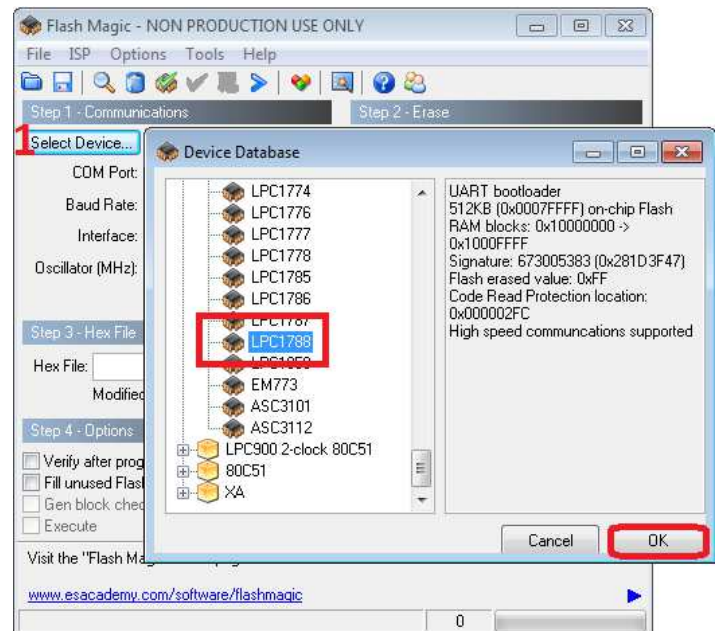 Flash Magic - NON PRODUCTION USE ONLY
File ISP Options Tools Help
Step 1 - Communications
Step 2 - Erase
1
Select Device...
COM Port:
Baud Rate:
Interface:
Oscillator (MHz):
Step 3 - Hex File
Hex File:
Modified
Step 4 - Options
Verify after prog
Fill unused Flas
Gen block chec
Execute
Device Database
LPC1774
LPC1776
LPC1777
LPC1778
LPC1785
LPC1786
LPC1787
LPC1788
EM773
ASC3101
ASC3112
LPC900 2-clock 80C51
80C51
XA
UART bootloader
512KB (0x0007FFFF) on-chip Flash
RAM blocks: 0x10000000 ->
0x1000FFFF
Signature: 673005383 (0x281D3F47)
Flash erased value: 0xFF
Code Read Protection location:
0x000002FC
High speed communcations supported
Cancel
OK
Visit the "Flash Ma
www.esacademy.com/software/flashmagic
0